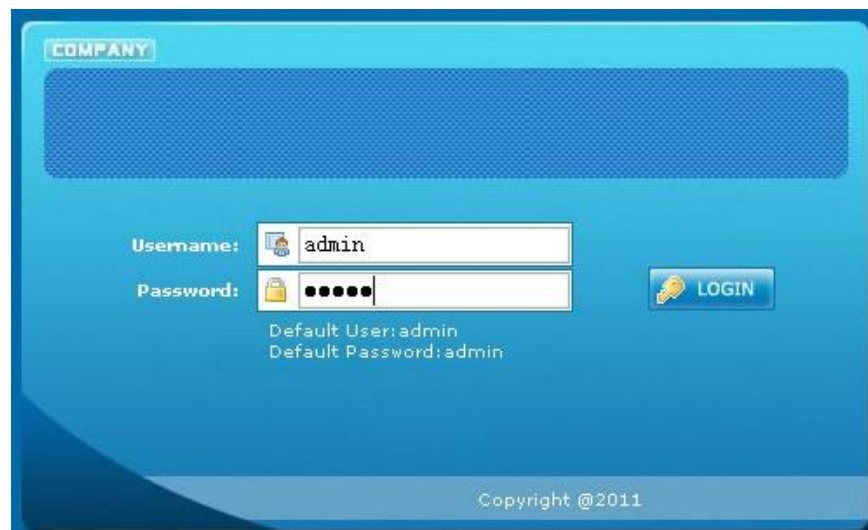 COMPANY
Username: admin
Password: •••••
LOGIN
Default User:admin
Default Password:admin
Copyright @2011